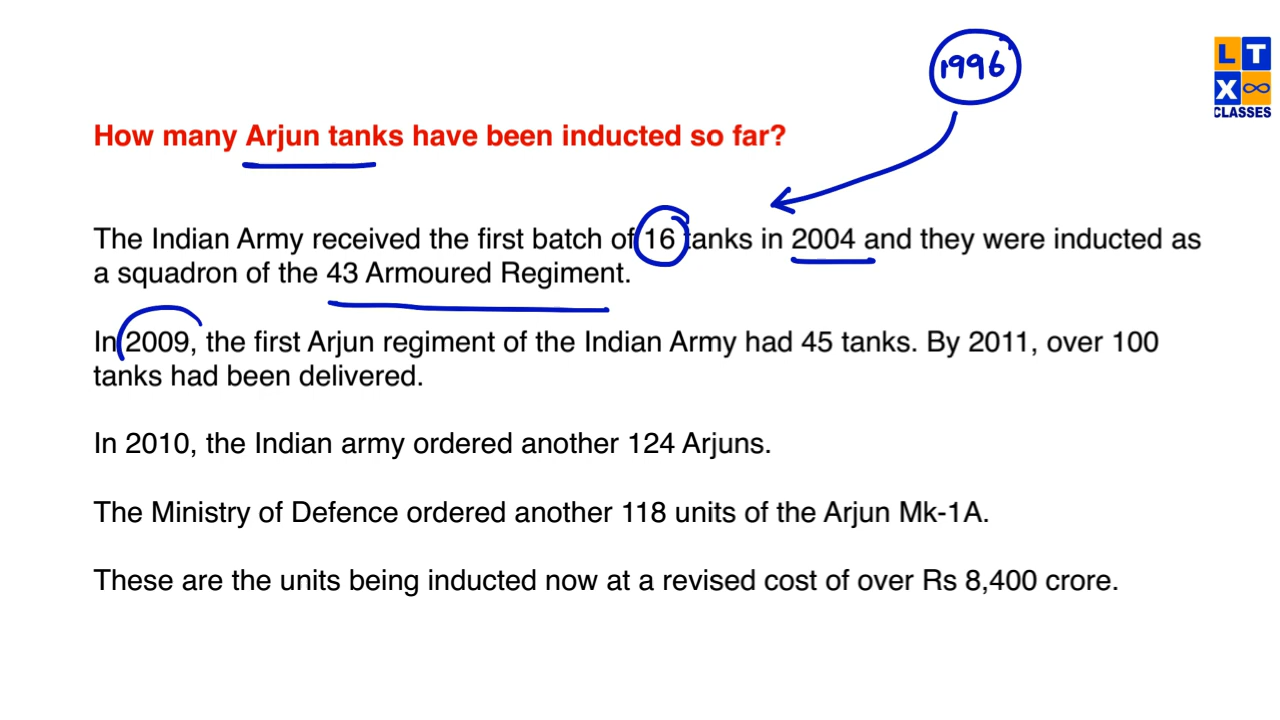 1996
L T
X ∞
CLASSES
How many Arjun tanks have been inducted so far?
The Indian Army received the first batch of 16 tanks in 2004 and they were inducted as
a squadron of the 43 Armoured Regiment.
In 2009, the first Arjun regiment of the Indian Army had 45 tanks. By 2011, over 100
tanks had been delivered.
In 2010, the Indian army ordered another 124 Arjuns.
The Ministry of Defence ordered another 118 units of the Arjun Mk-1A.
These are the units being inducted now at a revised cost of over Rs 8,400 crore.